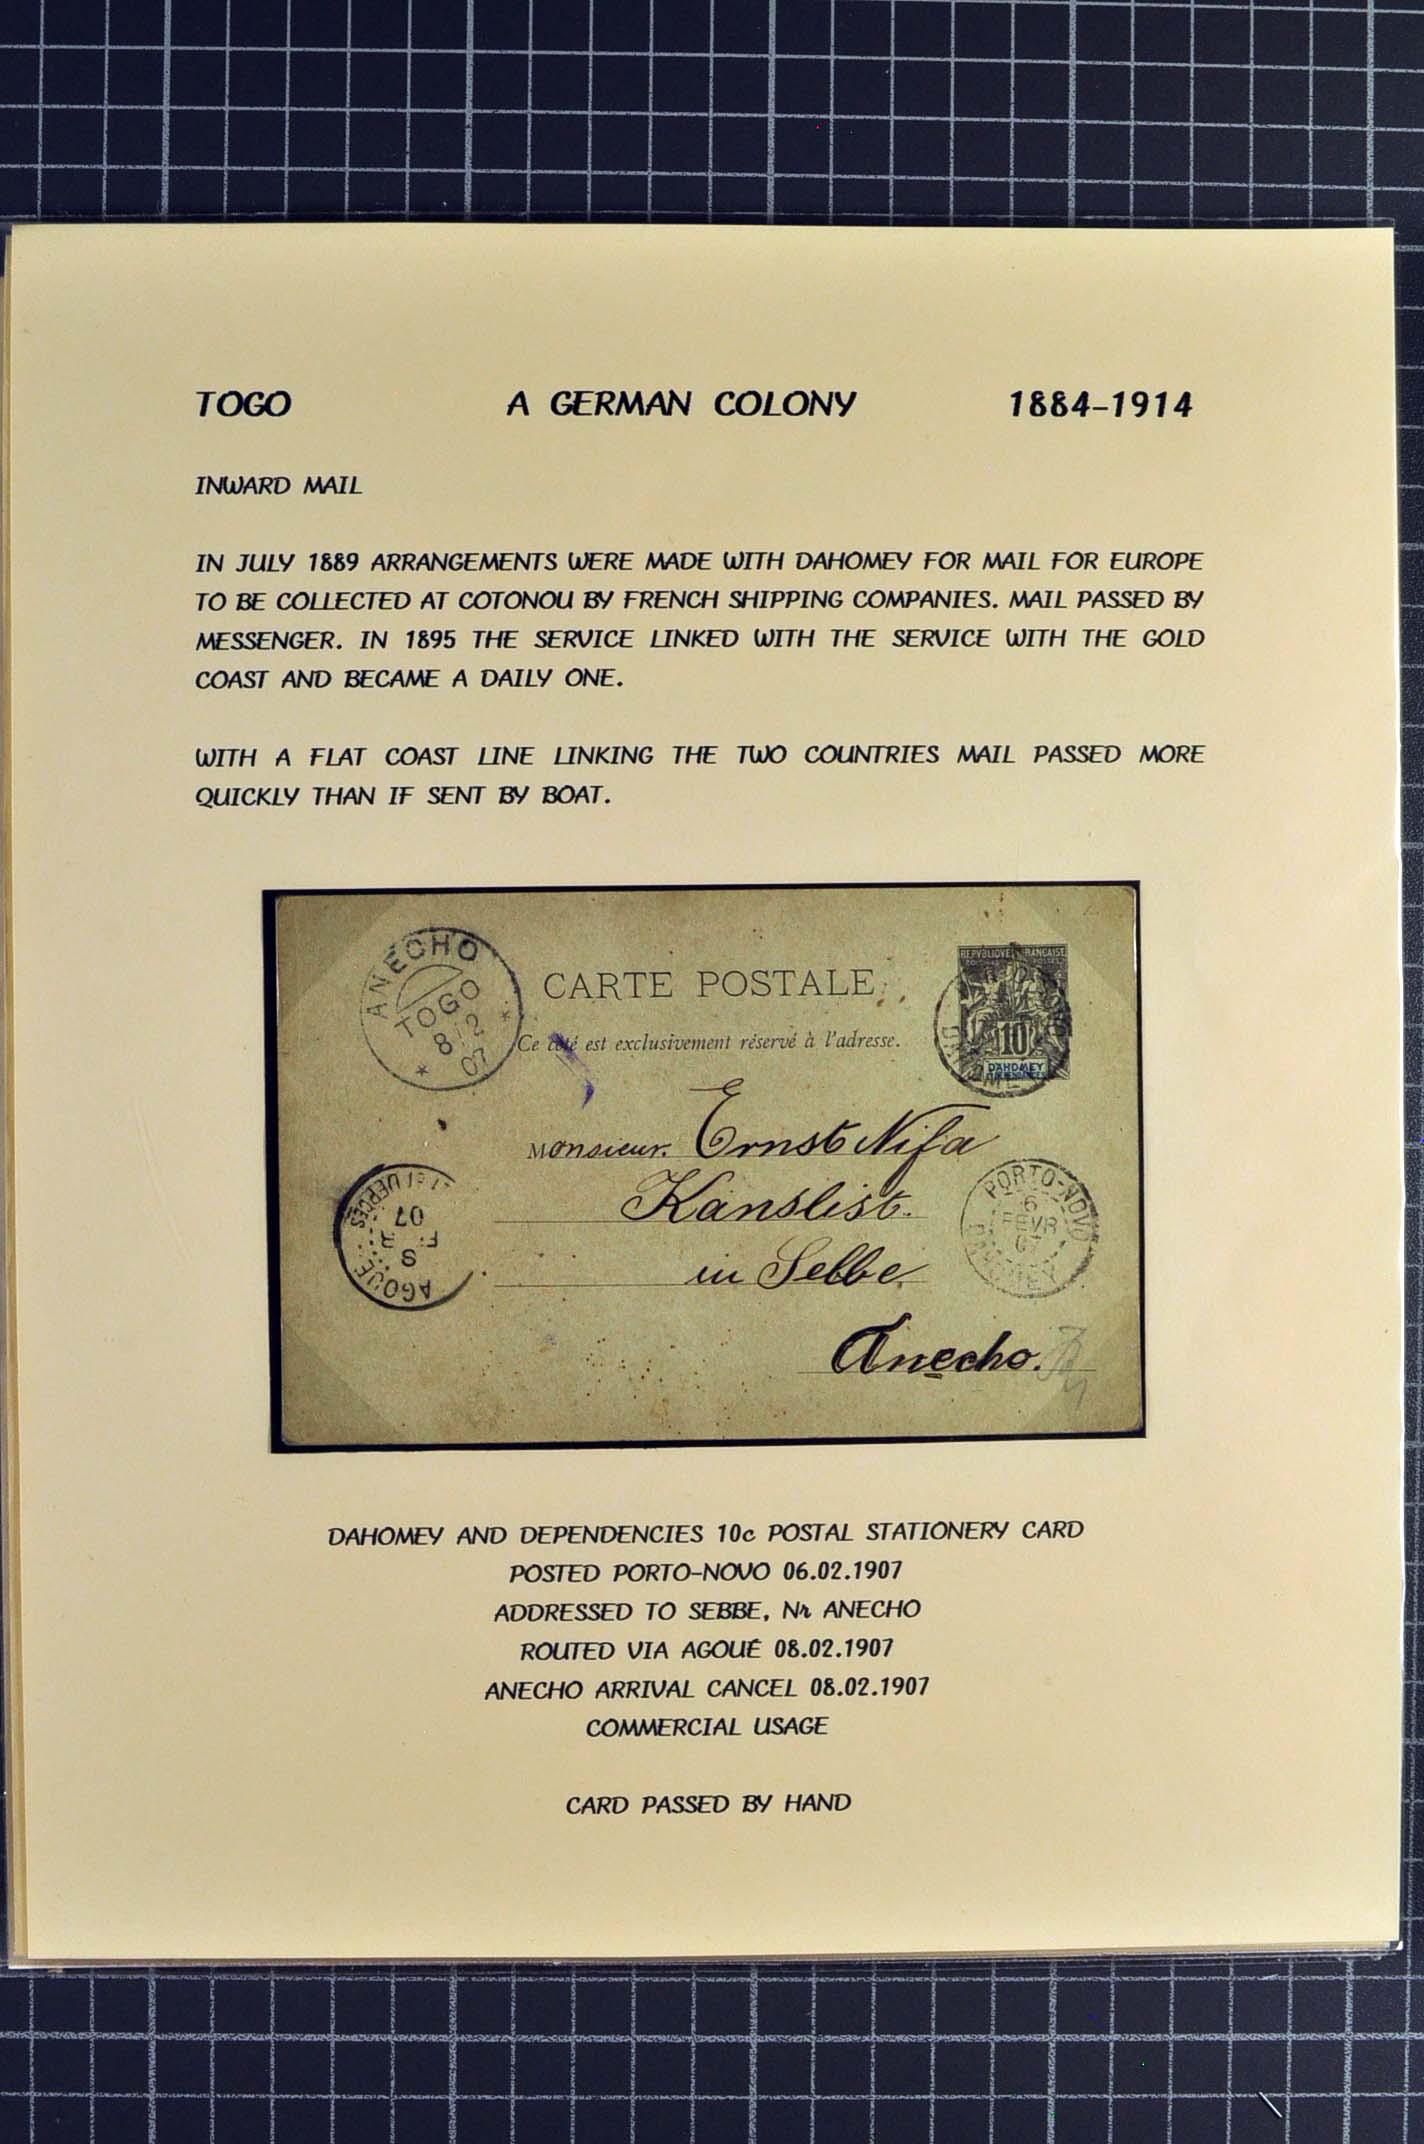 TOGO A GERMAN COLONY 1884-1914
INWARD MAIL
IN JULY 1889 ARRANGEMENTS WERE MADE WITH DAHOMEY FOR MAIL FOR EUROPE
TO BE COLLECTED AT COTONOU BY FRENCH SHIPPING COMPANIES. MAIL PASSED BY
MESSENGER. IN 1895 THE SERVICE LINKED WITH THE SERVICE WITH THE GOLD
COAST AND BECAME A DAILY ONE.
WITH A FLAT COAST LINE LINKING THE TWO COUNTRIES MAIL PASSED MORE
QUICKLY THAN IF SENT BY BOAT.
ANECHO
TOGO
8/2
07
CARTE POSTALE
Ce côté est exclusivement réservé à l'adresse.
REPUBLIQUE FRANÇAISE
10
DAHOMEY
Monsieur. Ernst Nifa
Kanslist.
in Sebbe
Anecho.
PORTO-NOVO
6
FEVR
07
DAHOMEY
AGOUE
8
07
DAHOMEY AND DEPENDENCIES 10c POSTAL STATIONERY CARD
POSTED PORTO-NOVO 06.02.1907
ADDRESSED TO SEBBE, Nr ANECHO
ROUTED VIA AGOUÉ 08.02.1907
ANECHO ARRIVAL CANCEL 08.02.1907
COMMERCIAL USAGE
CARD PASSED BY HAND